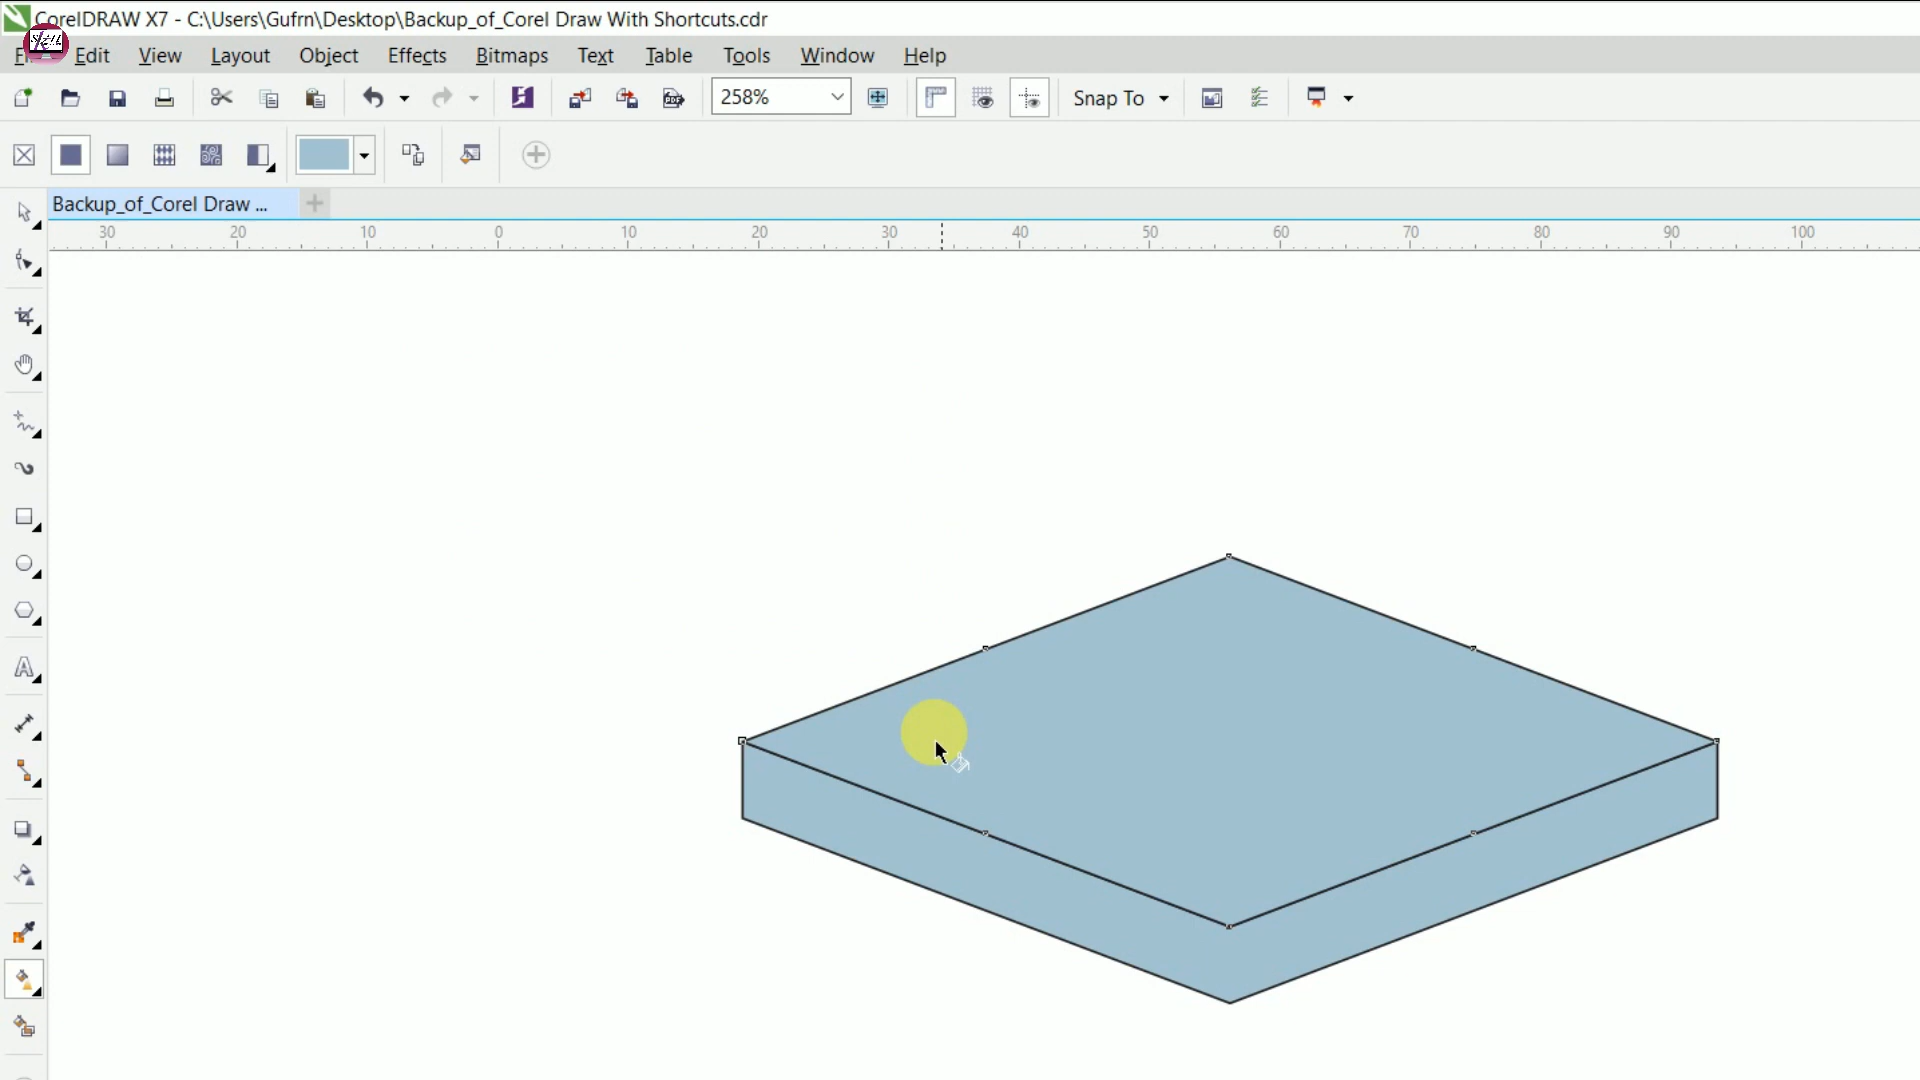 CorelDRAW X7 - C:\Users\Gufrn\Desktop\Backup_of_Corel Draw With Shortcuts.cdr
Edit View Layout Object Effects Bitmaps Text Table Tools Window Help
PDF 258% Snap To
Backup_of_Corel Draw ...
30 20 10 0 10 20 30 40 50 60 70 80 90 100